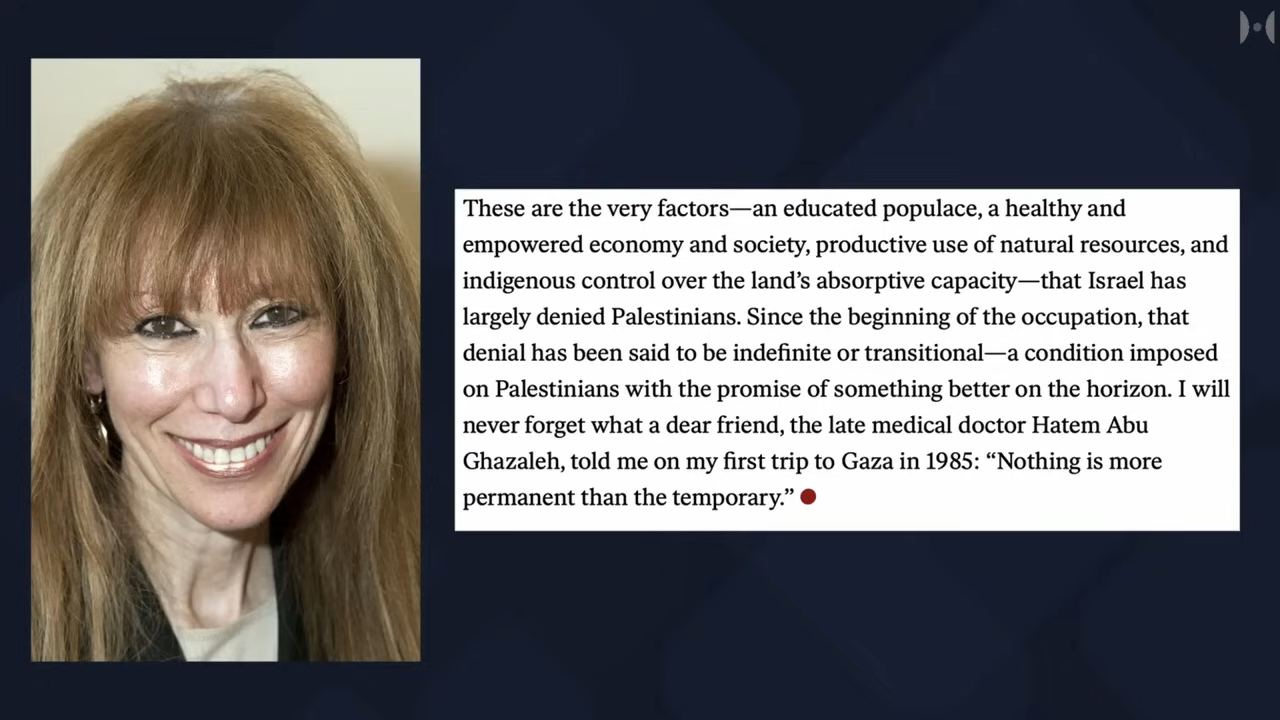 These are the very factors—an educated populace, a healthy and
empowered economy and society, productive use of natural resources, and
indigenous control over the land’s absorptive capacity—that Israel has
largely denied Palestinians. Since the beginning of the occupation, that
denial has been said to be indefinite or transitional—a condition imposed
on Palestinians with the promise of something better on the horizon. I will
never forget what a dear friend, the late medical doctor Hatem Abu
Ghazaleh, told me on my first trip to Gaza in 1985: “Nothing is more
permanent than the temporary.”